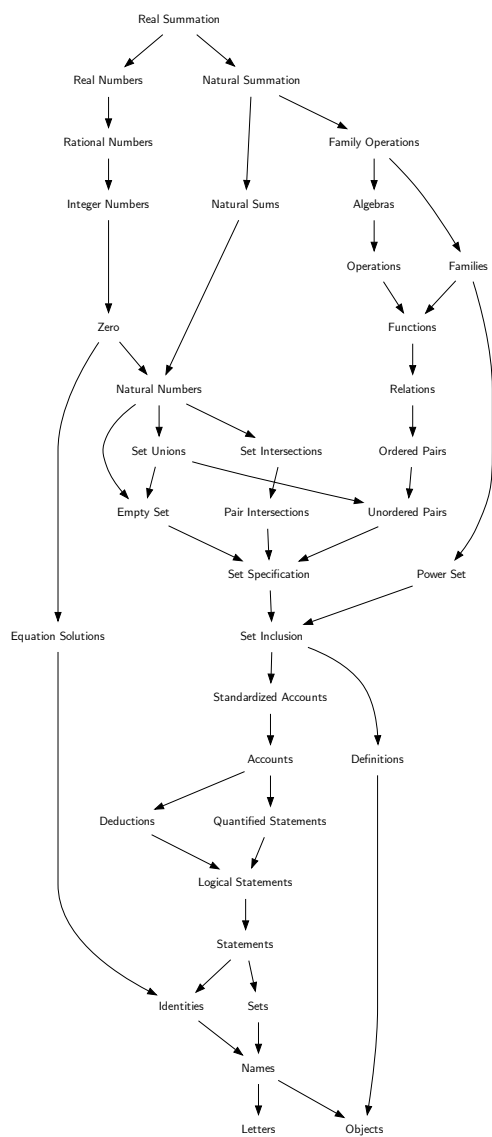 Real Summation
Real Numbers
Natural Summation
Rational Numbers
Family Operations
Integer Numbers
Natural Sums
Algebras
Operations
Families
Zero
Functions
Natural Numbers
Relations
Set Unions
Set Intersections
Ordered Pairs
Empty Set
Pair Intersections
Unordered Pairs
Set Specification
Power Set
Equation Solutions
Set Inclusion
Standardized Accounts
Accounts
Definitions
Deductions
Quantified Statements
Logical Statements
Statements
Identities
Sets
Names
Letters
Objects